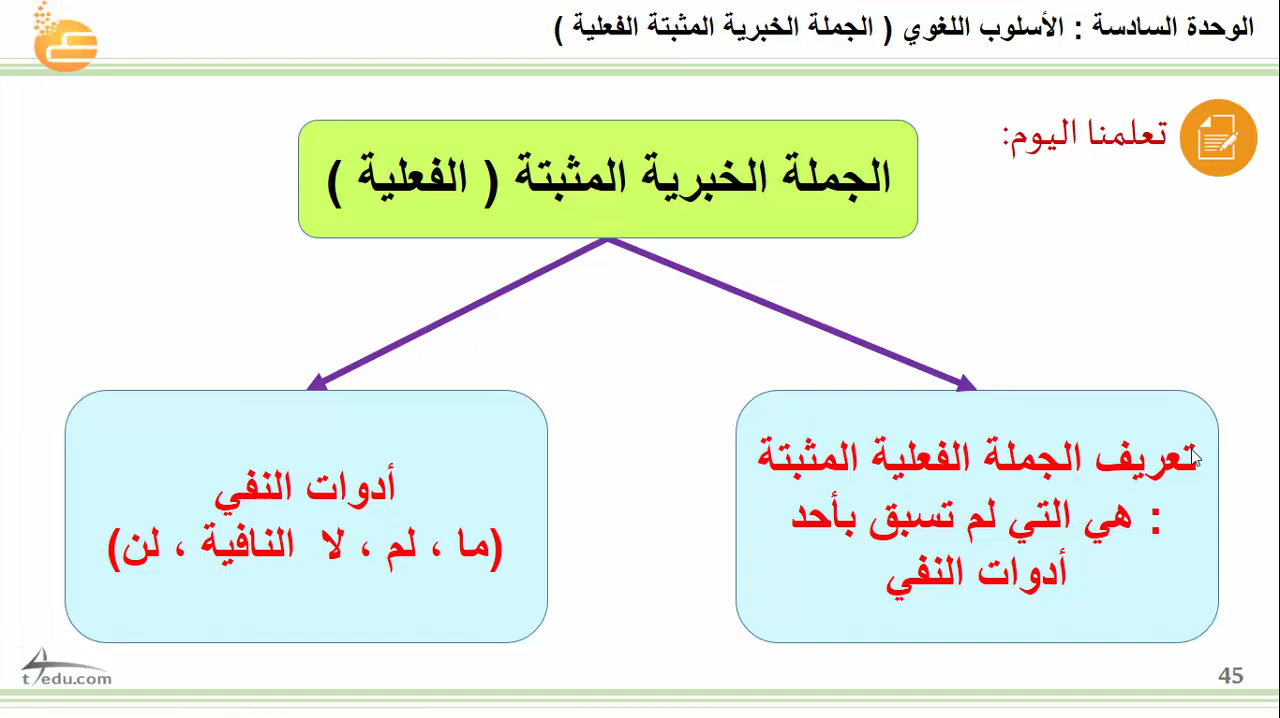 الوحدة السادسة : الأسلوب اللغوي ( الجملة الخبرية المثبتة الفعلية )
تعلمنا اليوم:
الجملة الخبرية المثبتة ( الفعلية )
تعريف الجملة الفعلية المثبتة
: هي التي لم تسبق بأحد
أدوات النفي
أدوات النفي
(ما ، لم ، لا النافية ، لن)
t4edu.com
45